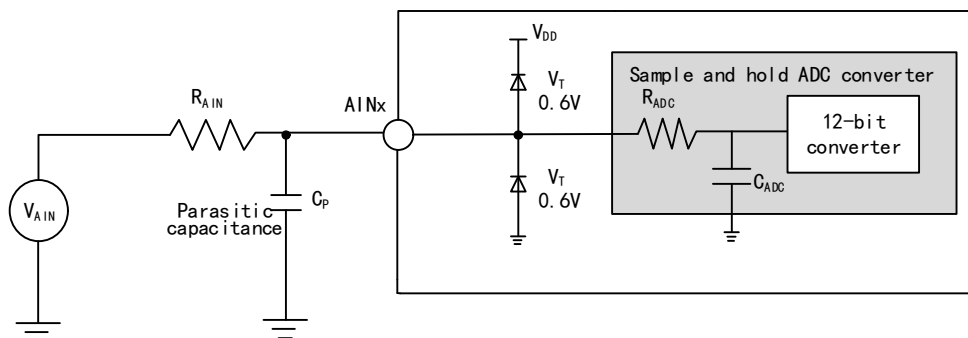 V_DD
Sample and hold ADC converter
V_T
0.6V
R_AIN
AINx
R_ADC
12-bit
converter
V_T
0.6V
C_ADC
C_P
Parasitic
capacitance
V_AIN